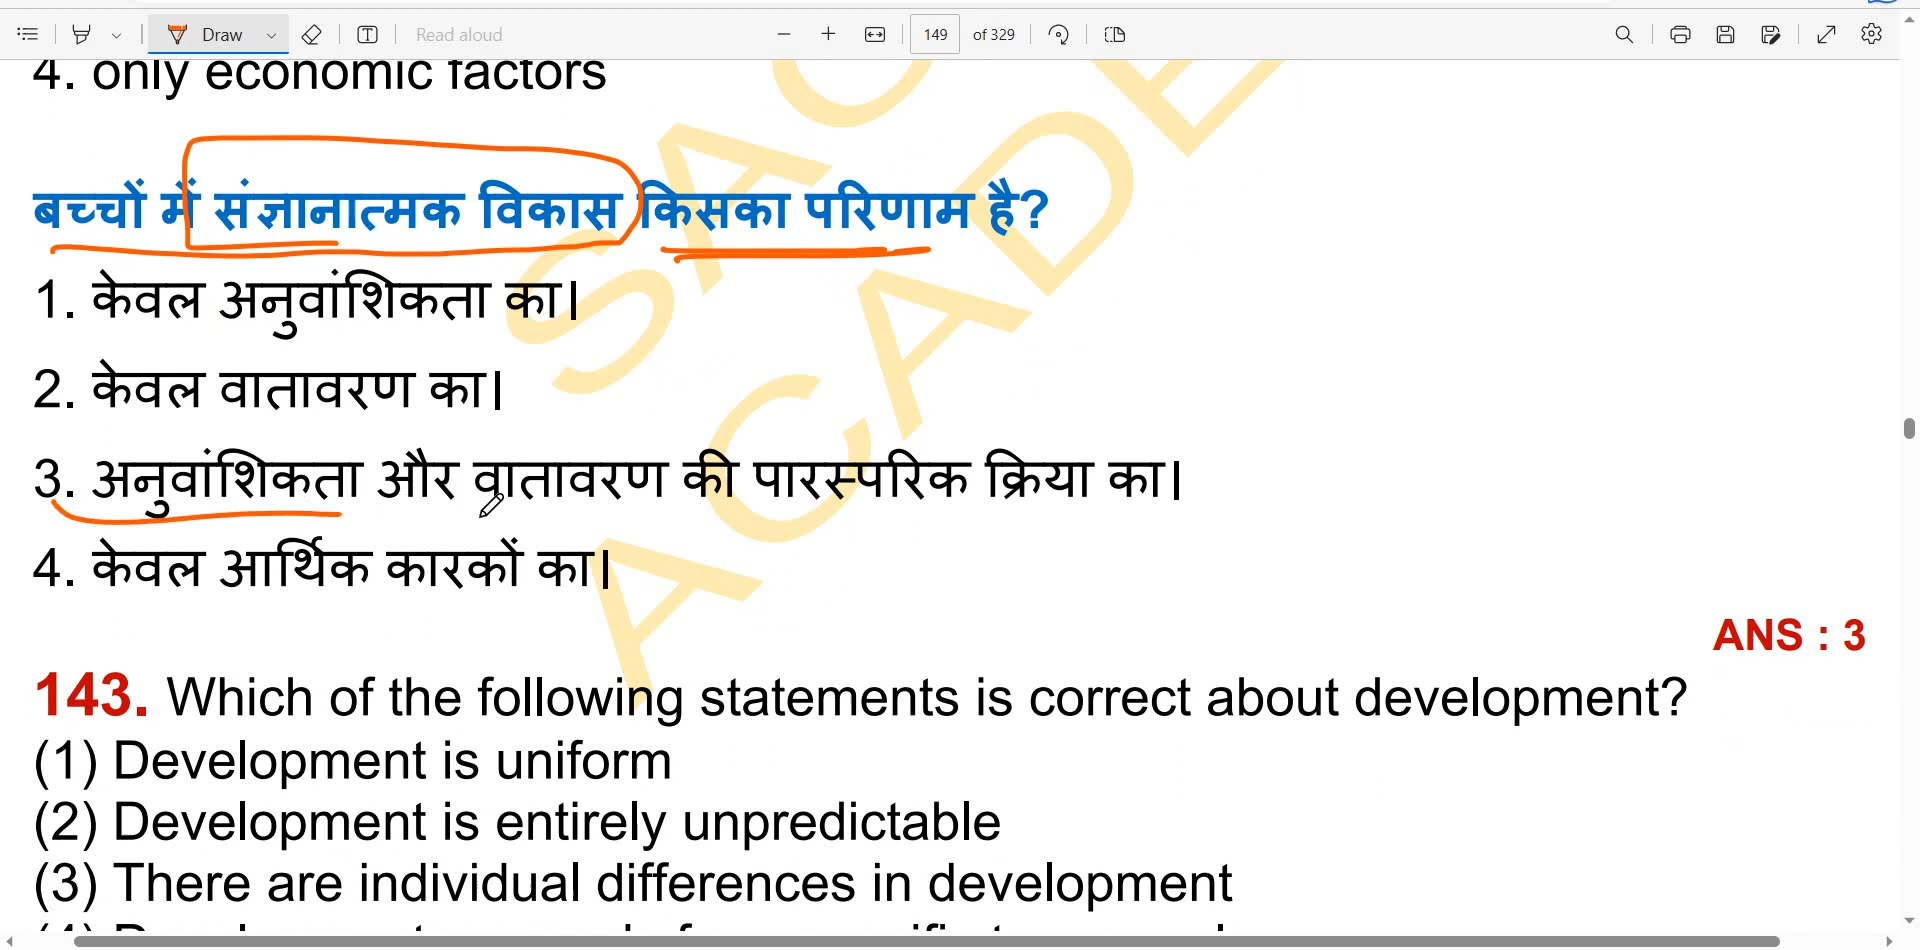 Draw
Read aloud
149 of 329
4. only economic factors
बच्चों में संज्ञानात्मक विकास किसका परिणाम है?
1. केवल अनुवांशिकता का।
2. केवल वातावरण का।
3. अनुवांशिकता और वातावरण की पारस्परिक क्रिया का।
4. केवल आर्थिक कारकों का।
ANS : 3
143. Which of the following statements is correct about development?
(1) Development is uniform
(2) Development is entirely unpredictable
(3) There are individual differences in development